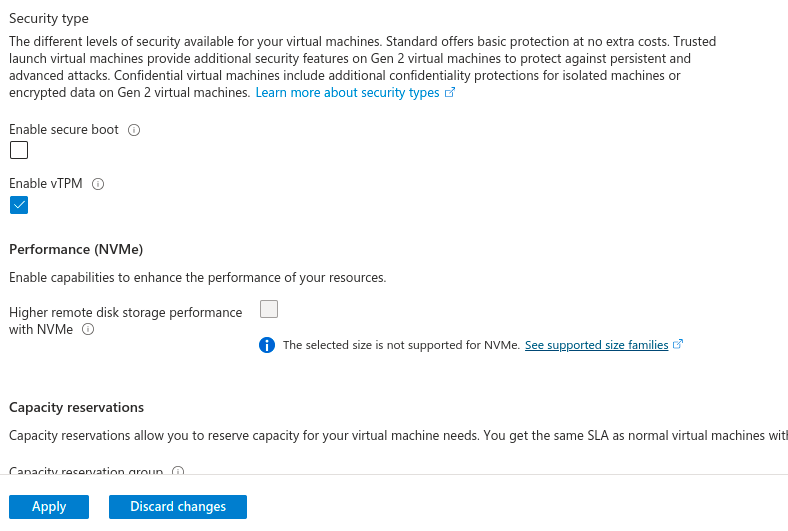 Security type
The different levels of security available for your virtual machines. Standard offers basic protection at no extra costs. Trusted
launch virtual machines provide additional security features on Gen 2 virtual machines to protect against persistent and
advanced attacks. Confidential virtual machines include additional confidentiality protections for isolated machines or
encrypted data on Gen 2 virtual machines. Learn more about security types
Enable secure boot
Enable vTPM
Performance (NVMe)
Enable capabilities to enhance the performance of your resources.
Higher remote disk storage performance
with NVMe
The selected size is not supported for NVMe. See supported size families
Capacity reservations
Capacity reservations allow you to reserve capacity for your virtual machine needs. You get the same SLA as normal virtual machines with
Capacity reservation group
Apply Discard changes